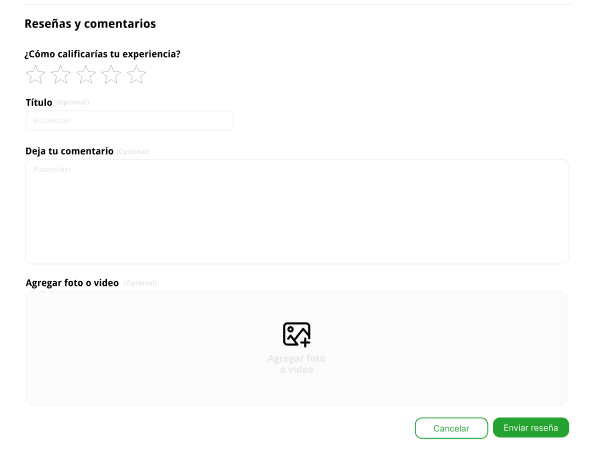 Reseñas y comentarios
¿Cómo calificarías tu experiencia?
Título (Opcional)
Placeholder
Deja tu comentario (Opcional)
Placeholder
Agregar foto o video (Opcional)
Agregar foto
o video
Cancelar
Enviar reseña